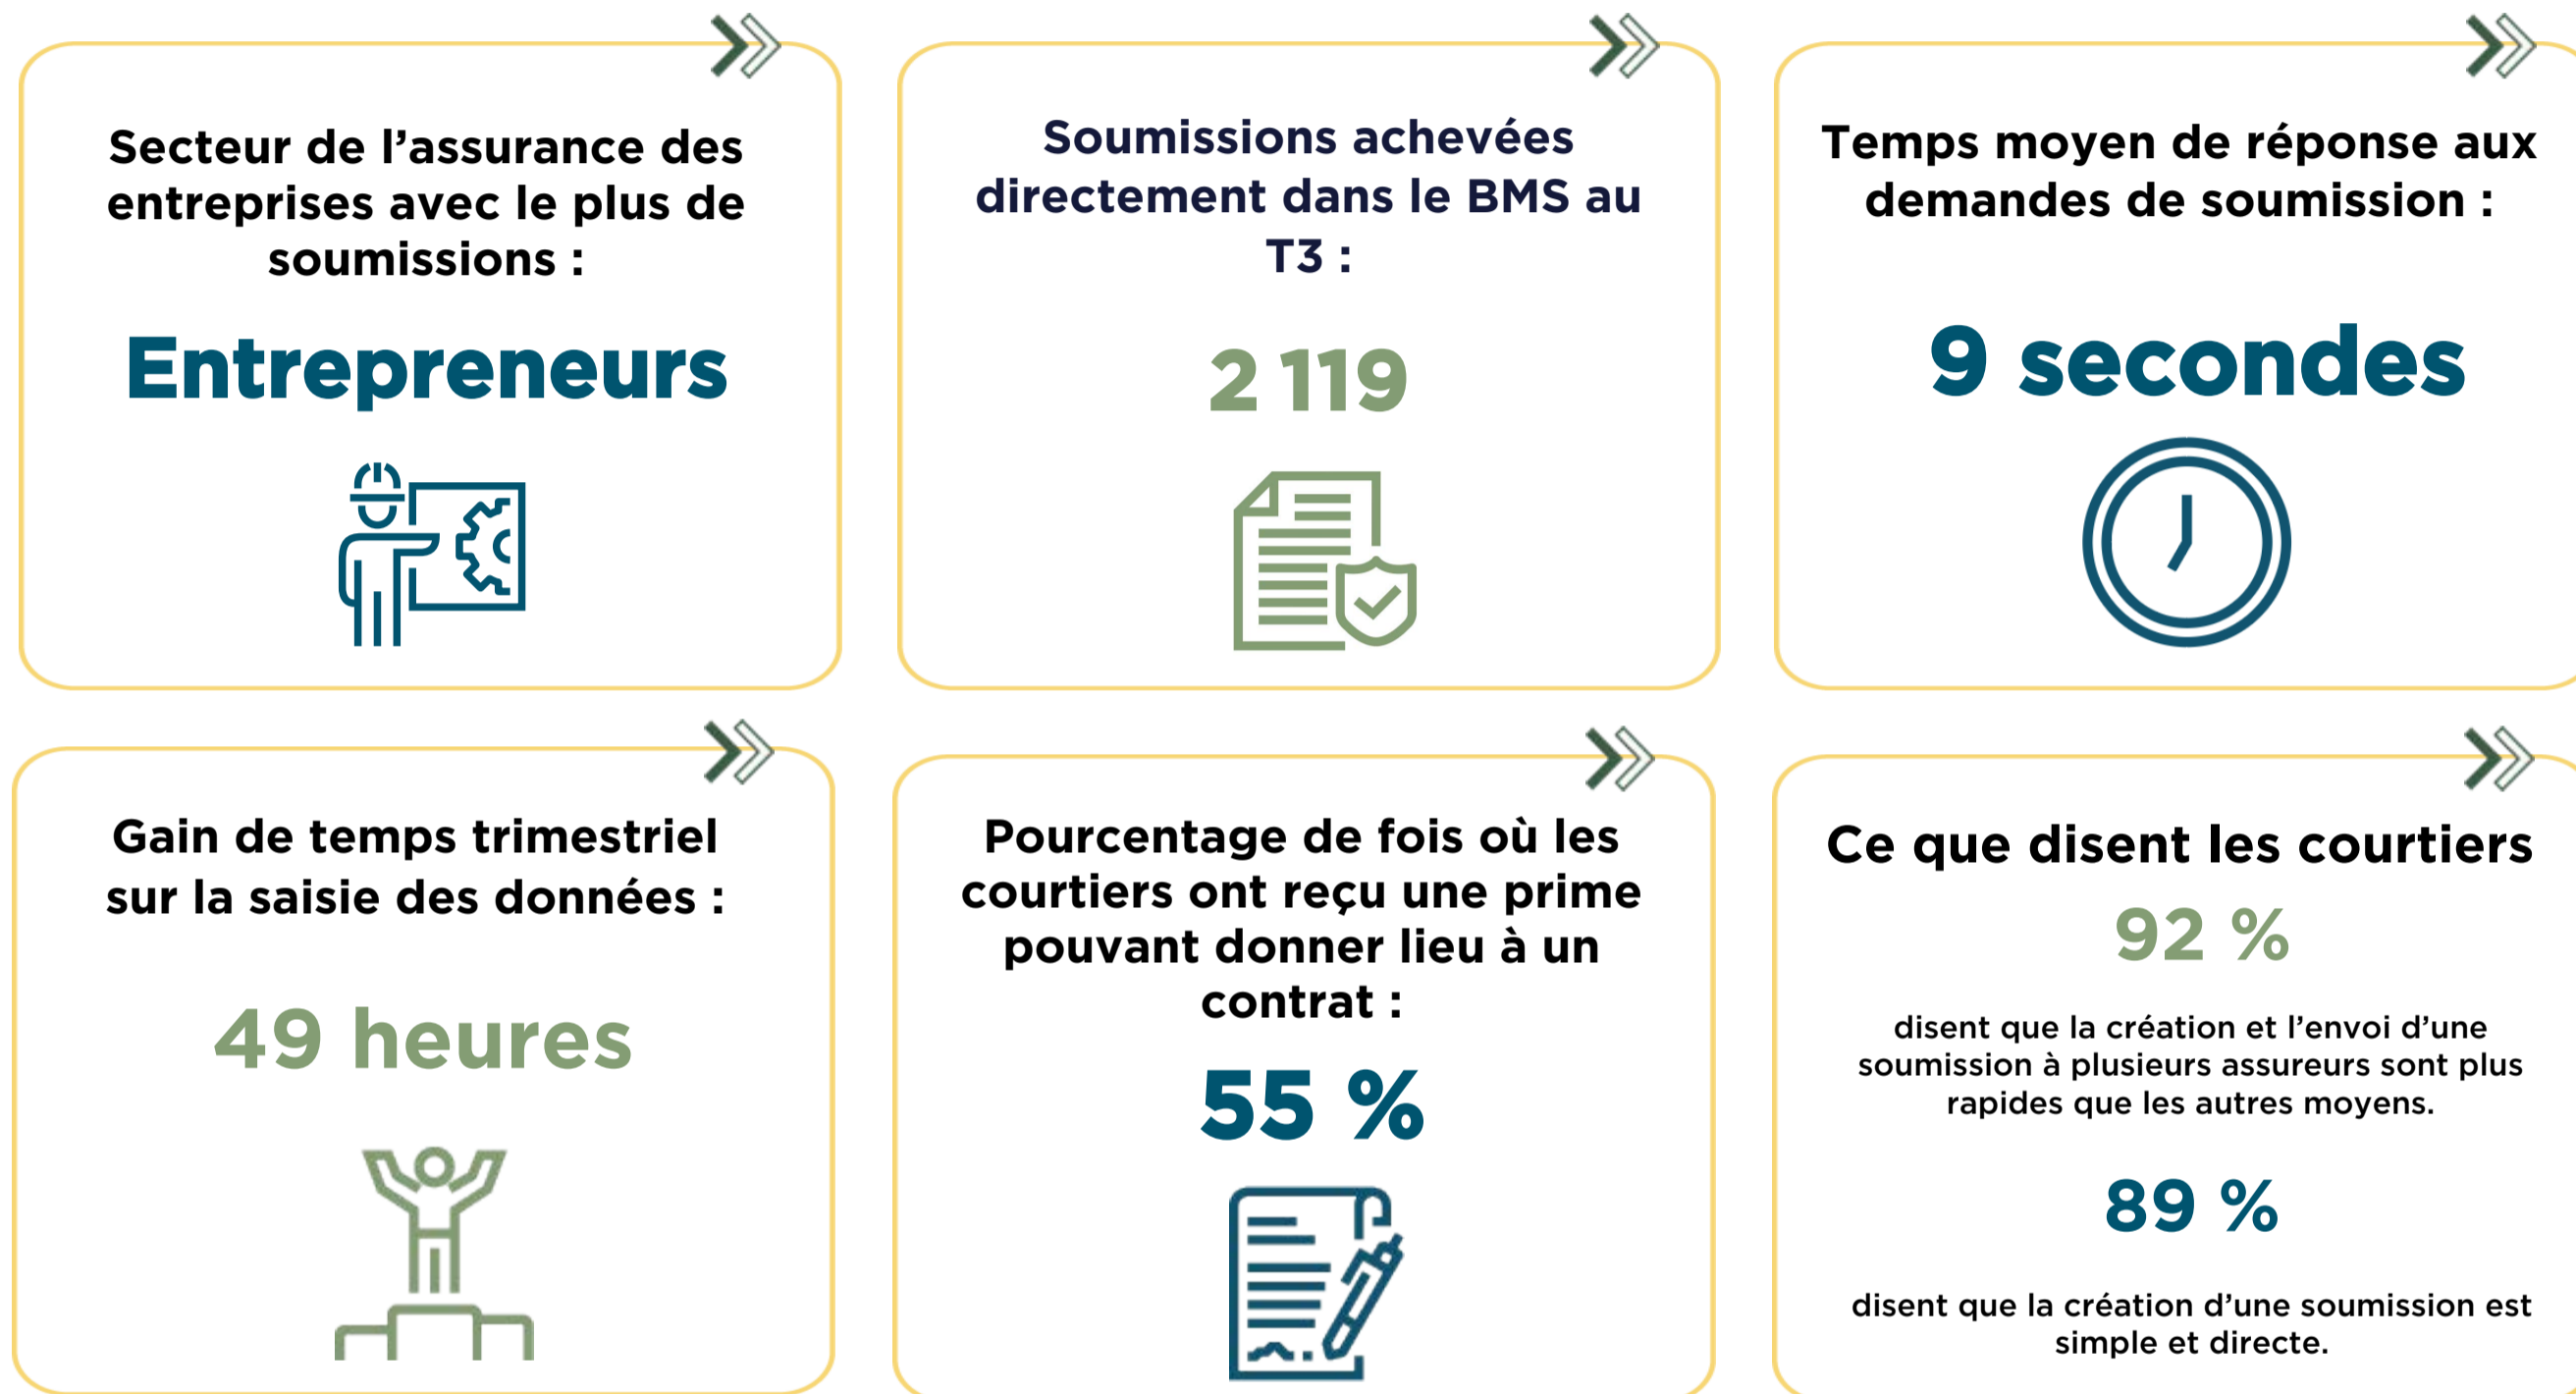 Secteur de l’assurance des
entreprises avec le plus de
soumissions :
Entrepreneurs
Soumissions achevées
directement dans le BMS au
T3 :
2 119
Temps moyen de réponse aux
demandes de soumission :
9 secondes
Gain de temps trimestriel
sur la saisie des données :
49 heures
Pourcentage de fois où les
courtiers ont reçu une prime
pouvant donner lieu à un
contrat :
55 %
Ce que disent les courtiers
92 %
disent que la création et l’envoi d’une
soumission à plusieurs assureurs sont plus
rapides que les autres moyens.
89 %
disent que la création d’une soumission est
simple et directe.